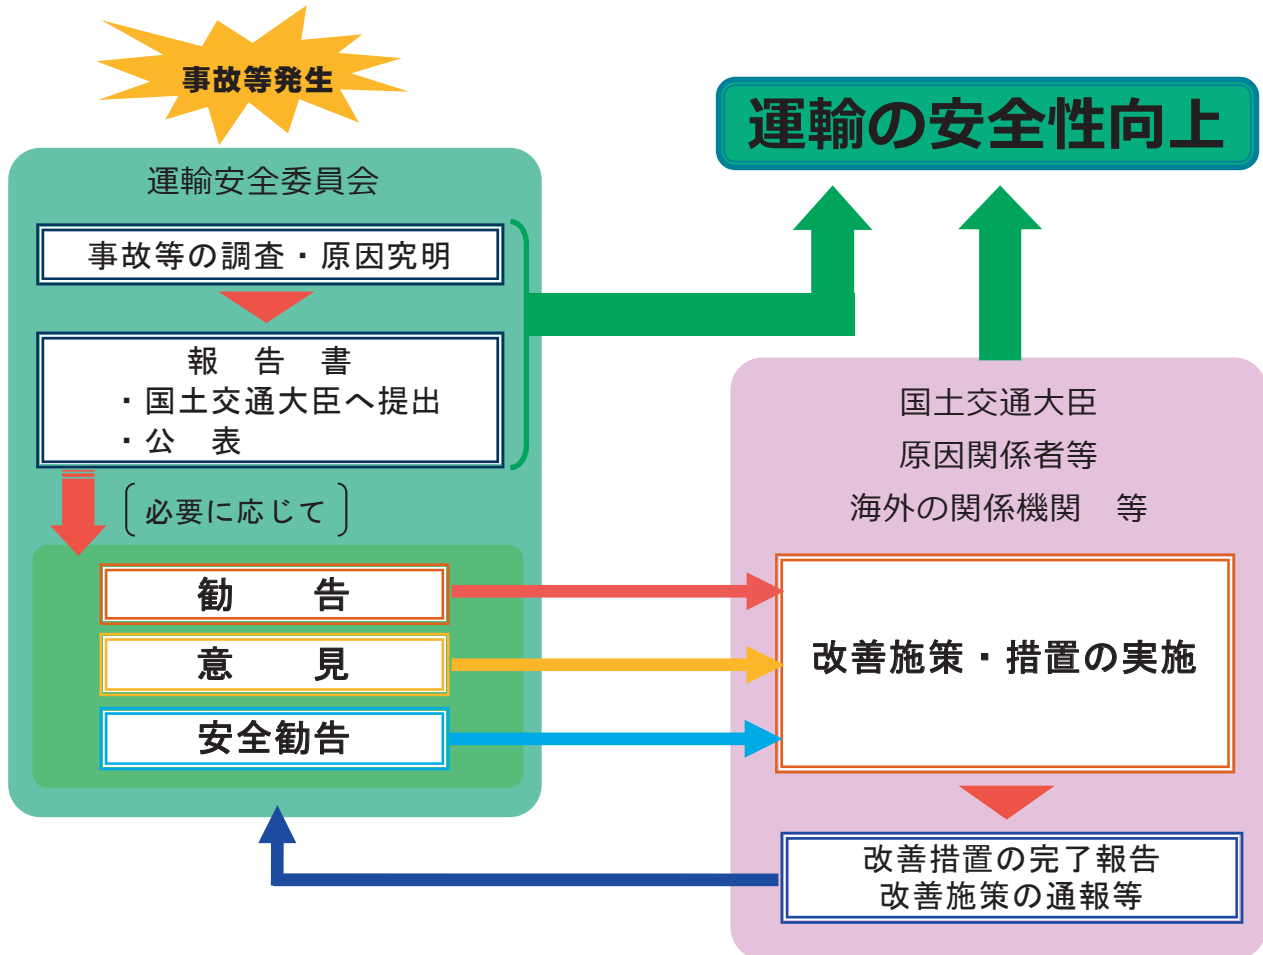 事故等発生
運輸の安全性向上
運輸安全委員会
事故等の調査・原因究明
報　告　書
・国土交通大臣へ提出
・公　表
〔必要に応じて〕
勧　　告
意　　見
安全勧告
国土交通大臣
原因関係者等
海外の関係機関　等
改善施策・措置の実施
改善措置の完了報告
改善施策の通報等